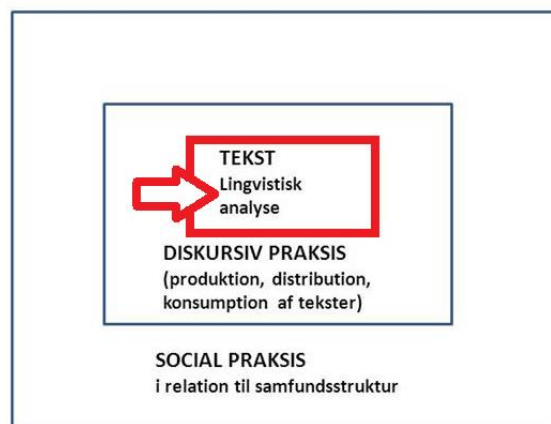 TEKST
Lingvistisk
analyse
DISKURSIV PRAKSIS
(produktion, distribution,
konsumption af tekster)
SOCIAL PRAKSIS
i relation til samfundsstruktur